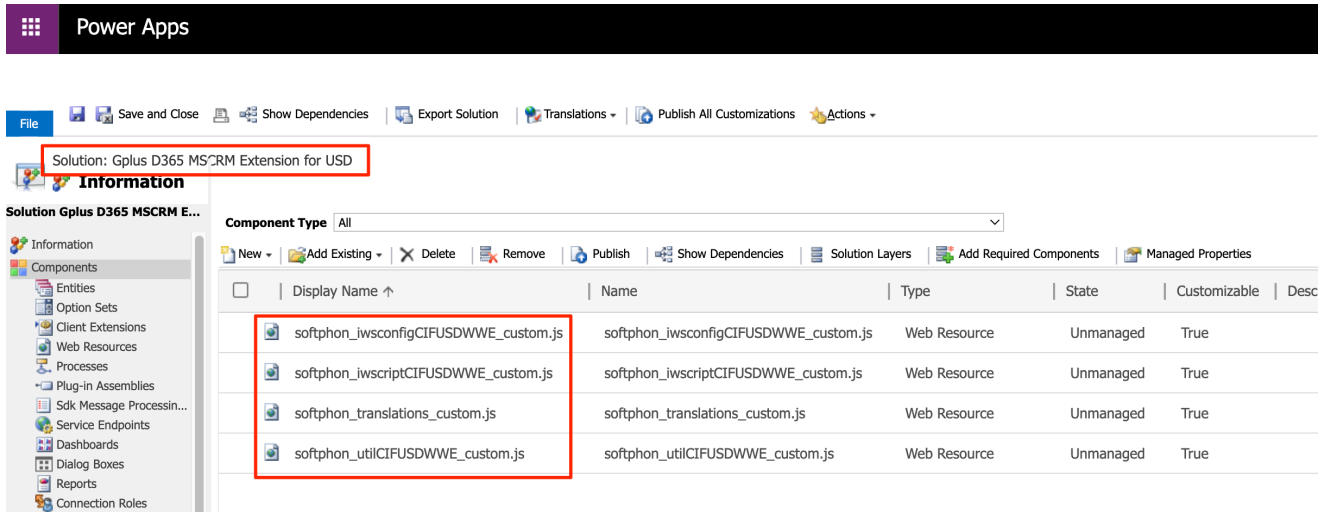 Power Apps
File
Save and Close
Show Dependencies
Export Solution
Translations
Publish All Customizations
Actions
Solution: Gplus D365 MSCRM Extension for USD
Information
Solution Gplus D365 MSCRM E...
Component Type All
Information
Components
Entities
Option Sets
Client Extensions
Web Resources
Processes
Plug-in Assemblies
Sdk Message Processin...
Service Endpoints
Dashboards
Dialog Boxes
Reports
Connection Roles
New Add Existing Delete Remove Publish Show Dependencies Solution Layers Add Required Components Managed Properties
Display Name ↑ Name Type State Customizable Desc
softphon_iwsconfigCIFUSDWWE_custom.js softphon_iwsconfigCIFUSDWWE_custom.js Web Resource Unmanaged True
softphon_iwscriptCIFUSDWWE_custom.js softphon_iwscriptCIFUSDWWE_custom.js Web Resource Unmanaged True
softphon_translations_custom.js softphon_translations_custom.js Web Resource Unmanaged True
softphon_utilCIFUSDWWE_custom.js softphon_utilCIFUSDWWE_custom.js Web Resource Unmanaged True